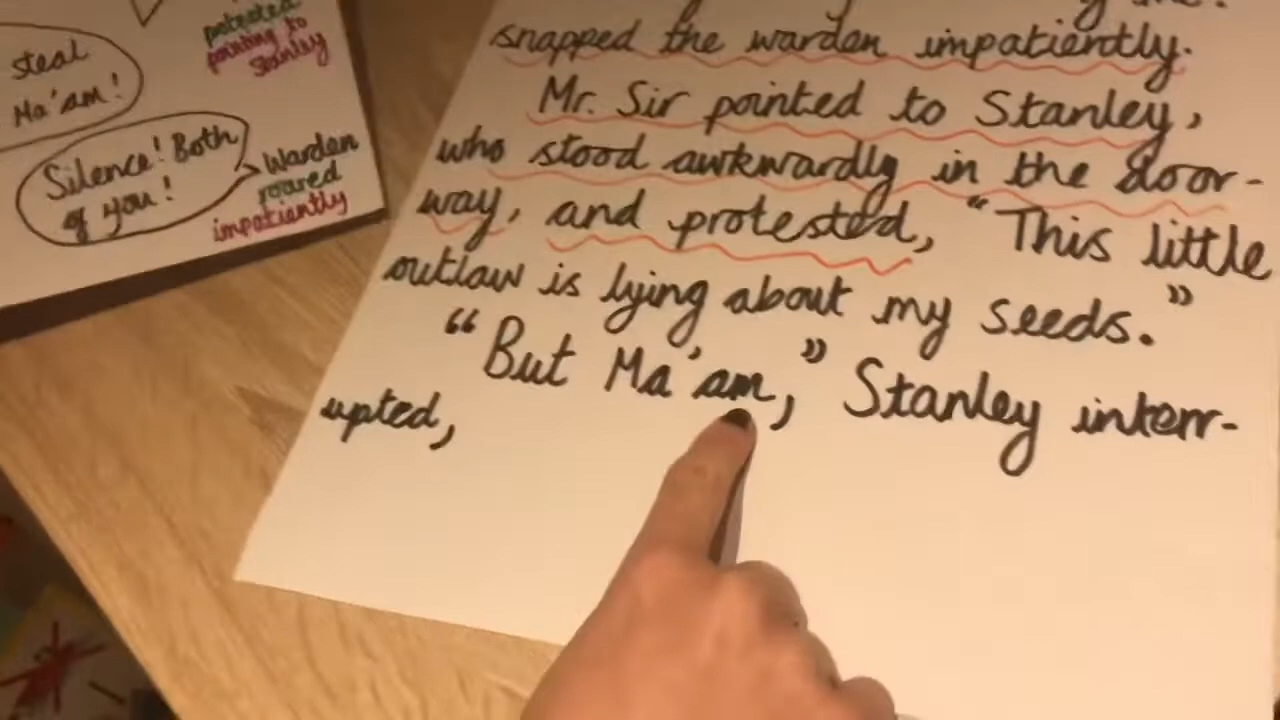 protested
pointing to
Stanley
steal
Ma'am!
Silence! Both
of you!
Warden
roared
impatiently
snapped the warden impatiently.
Mr. Sir pointed to Stanley,
who stood awkwardly in the door-
way, and protested, "This little
outlaw is lying about my seeds."
"But Ma'am," Stanley interr-
upted,